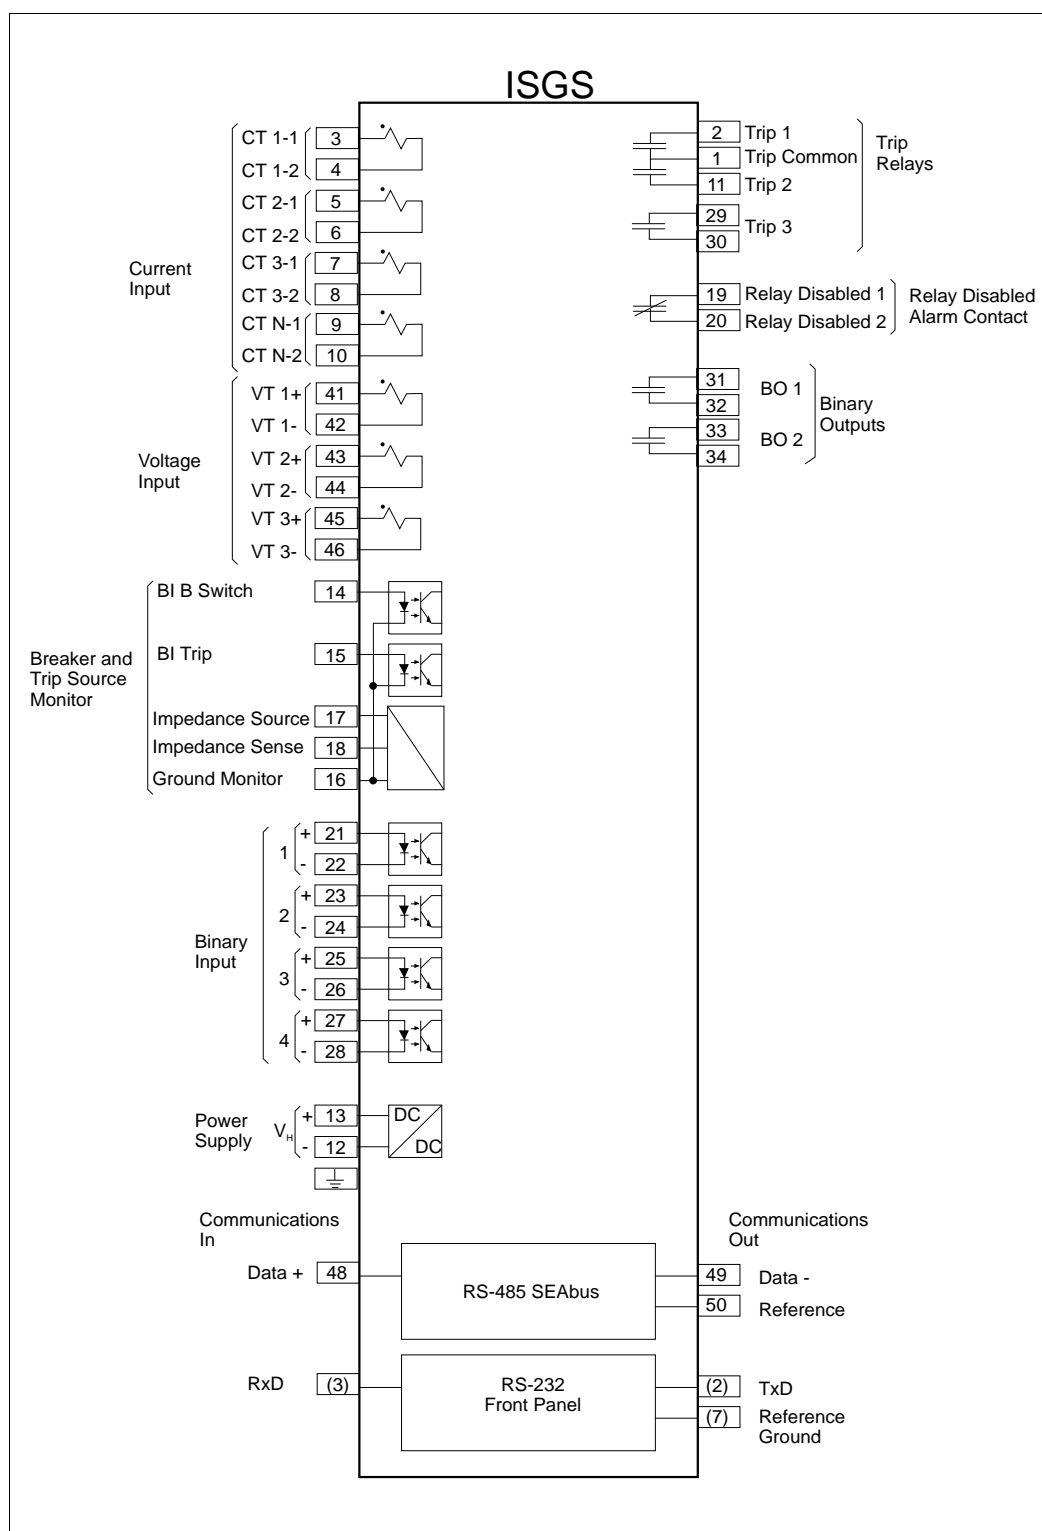 ISGS
CT 1-1 3
CT 1-2 4
CT 2-1 5
CT 2-2 6
CT 3-1 7
CT 3-2 8
CT N-1 9
CT N-2 10
Current
Input
VT 1+ 41
VT 1- 42
VT 2+ 43
VT 2- 44
VT 3+ 45
VT 3- 46
Voltage
Input
BI B Switch 14
BI Trip 15
Impedance Source 17
Impedance Sense 18
Ground Monitor 16
Breaker and
Trip Source
Monitor
1 + 21
- 22
2 + 23
- 24
3 + 25
- 26
4 + 27
- 28
Binary
Input
Power
Supply
VH
+ 13
- 12
DC
DC
Communications
In
Data + 48
RS-485 SEAbus
RxD (3)
RS-232
Front Panel
2 Trip 1
1 Trip Common
11 Trip 2
29
30
Trip 3
Trip
Relays
19 Relay Disabled 1
20 Relay Disabled 2
Relay Disabled
Alarm Contact
31
32
BO 1
33
34
BO 2
Binary
Outputs
Communications
Out
49 Data -
50 Reference
(2) TxD
(7) Reference
Ground